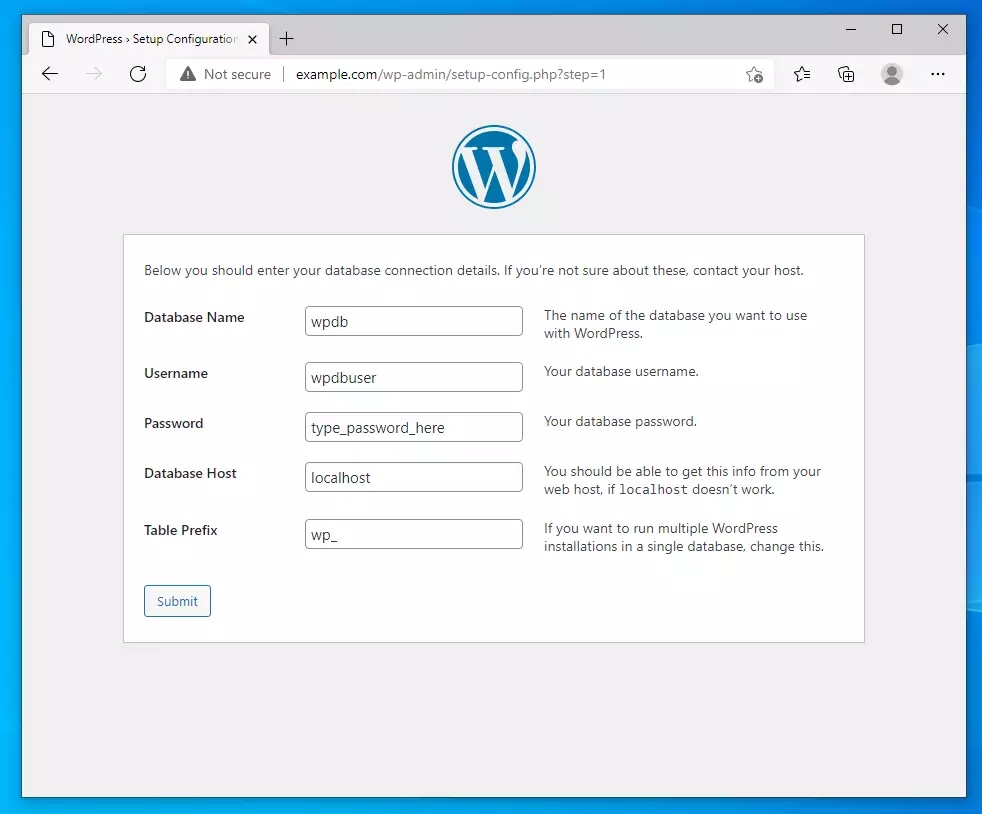 WordPress › Setup Configuration
Not secure
example.com/wp-admin/setup-config.php?step=1
Below you should enter your database connection details. If you’re not sure about these, contact your host.
Database Name
wpdb
The name of the database you want to use
with WordPress.
Username
wpdbuser
Your database username.
Password
type_password_here
Your database password.
Database Host
localhost
You should be able to get this info from your
web host, if localhost doesn’t work.
Table Prefix
wp_
If you want to run multiple WordPress
installations in a single database, change this.
Submit